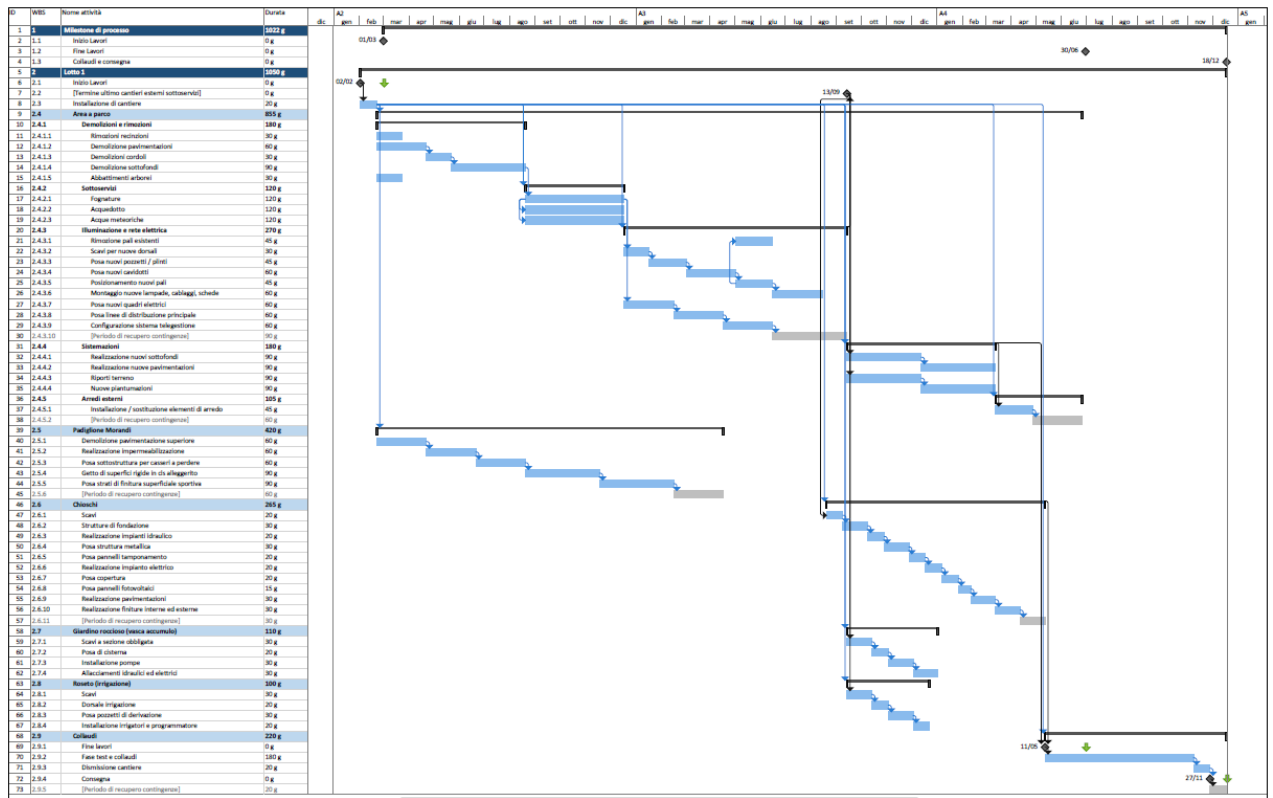 ID WBS Nome attività Durata
A2 A3 A4 A5
dic gen feb mar apr mag giu lug ago set ott nov dic gen feb mar apr mag giu lug ago set ott nov dic gen feb mar apr mag giu lug ago set ott nov dic gen
1 1 Milestone di processo 1022 g
2 1.1 Inizio Lavori 0 g 01/03
3 1.2 Fine Lavori 0 g 30/06
4 1.3 Collaudi e consegna 0 g 18/12
5 2 Lotto 1 1050 g
6 2.1 Inizio Lavori 0 g 02/02
7 2.2 [Termine ultimo cantieri esterni sottoservizi] 0 g 13/09
8 2.3 Installazione di cantiere 20 g
9 2.4 Area a parco 855 g
10 2.4.1 Demolizioni e rimozioni 180 g
11 2.4.1.1 Rimozioni recinzioni 30 g
12 2.4.1.2 Demolizione pavimentazioni 60 g
13 2.4.1.3 Demolizioni cordoli 30 g
14 2.4.1.4 Demolizione sottofondi 90 g
15 2.4.1.5 Abbattimenti arborei 30 g
16 2.4.2 Sottoservizi 120 g
17 2.4.2.1 Fognature 120 g
18 2.4.2.2 Acquedotto 120 g
19 2.4.2.3 Acque meteoriche 120 g
20 2.4.3 Illuminazione e rete elettrica 270 g
21 2.4.3.1 Rimozione pali esistenti 45 g
22 2.4.3.2 Scavi per nuove dorsali 30 g
23 2.4.3.3 Posa nuovi pozzetti / plinti 45 g
24 2.4.3.4 Posa nuovi cavidotti 60 g
25 2.4.3.5 Posizionamento nuovi pali 45 g
26 2.4.3.6 Montaggio nuove lampade, cablaggi, schede 60 g
27 2.4.3.7 Posa nuovi quadri elettrici 60 g
28 2.4.3.8 Posa linee di distribuzione principale 60 g
29 2.4.3.9 Configurazione sistema telegestione 60 g
30 2.4.3.10 [Periodo di recupero contingenze] 90 g
31 2.4.4 Sistemazioni 180 g
32 2.4.4.1 Realizzazione nuovi sottofondi 90 g
33 2.4.4.2 Realizzazione nuove pavimentazioni 90 g
34 2.4.4.3 Riporti terreno 90 g
35 2.4.4.4 Nuove piantumazioni 90 g
36 2.4.5 Arredi esterni 105 g
37 2.4.5.1 Installazione / sostituzione elementi di arredo 45 g
38 2.4.5.2 [Periodo di recupero contingenze] 60 g
39 2.5 Padiglione Morandi 420 g
40 2.5.1 Demolizione pavimentazione superiore 60 g
41 2.5.2 Realizzazione impermeabilizzazione 60 g
42 2.5.3 Posa sottostruttura per casseri a perdere 60 g
43 2.5.4 Getto di superfici rigide in cls alleggerito 90 g
44 2.5.5 Posa strati di finitura superficiale sportiva 90 g
45 2.5.6 [Periodo di recupero contingenze] 60 g
46 2.6 Chioschi 265 g
47 2.6.1 Scavi 20 g
48 2.6.2 Strutture di fondazione 30 g
49 2.6.3 Realizzazione impianti idraulico 20 g
50 2.6.4 Posa struttura metallica 30 g
51 2.6.5 Posa pannelli tamponamento 20 g
52 2.6.6 Realizzazione impianto elettrico 20 g
53 2.6.7 Posa copertura 20 g
54 2.6.8 Posa pannelli fotovoltaici 15 g
55 2.6.9 Realizzazione pavimentazioni 30 g
56 2.6.10 Realizzazione finiture interne ed esterne 30 g
57 2.6.11 [Periodo di recupero contingenze] 30 g
58 2.7 Giardino roccioso (vasca accumulo) 110 g
59 2.7.1 Scavi a sezione obbligata 30 g
60 2.7.2 Posa di sistema 20 g
61 2.7.3 Installazione pompe 30 g
62 2.7.4 Allacciamenti idraulici ed elettrici 30 g
63 2.8 Roseto (irrigazione) 100 g
64 2.8.1 Scavi 30 g
65 2.8.2 Dorsale irrigazione 20 g
66 2.8.3 Posa pozzetti di derivazione 30 g
67 2.8.4 Installazione irrigatori e programmatore 20 g
68 2.9 Collaudi 220 g
69 2.9.1 Fine lavori 0 g 11/05
70 2.9.2 Fase test e collaudi 180 g
71 2.9.3 Dismissione cantiere 20 g
72 2.9.4 Consegna 0 g 27/11
73 2.9.5 [Periodo di recupero contingenze] 20 g